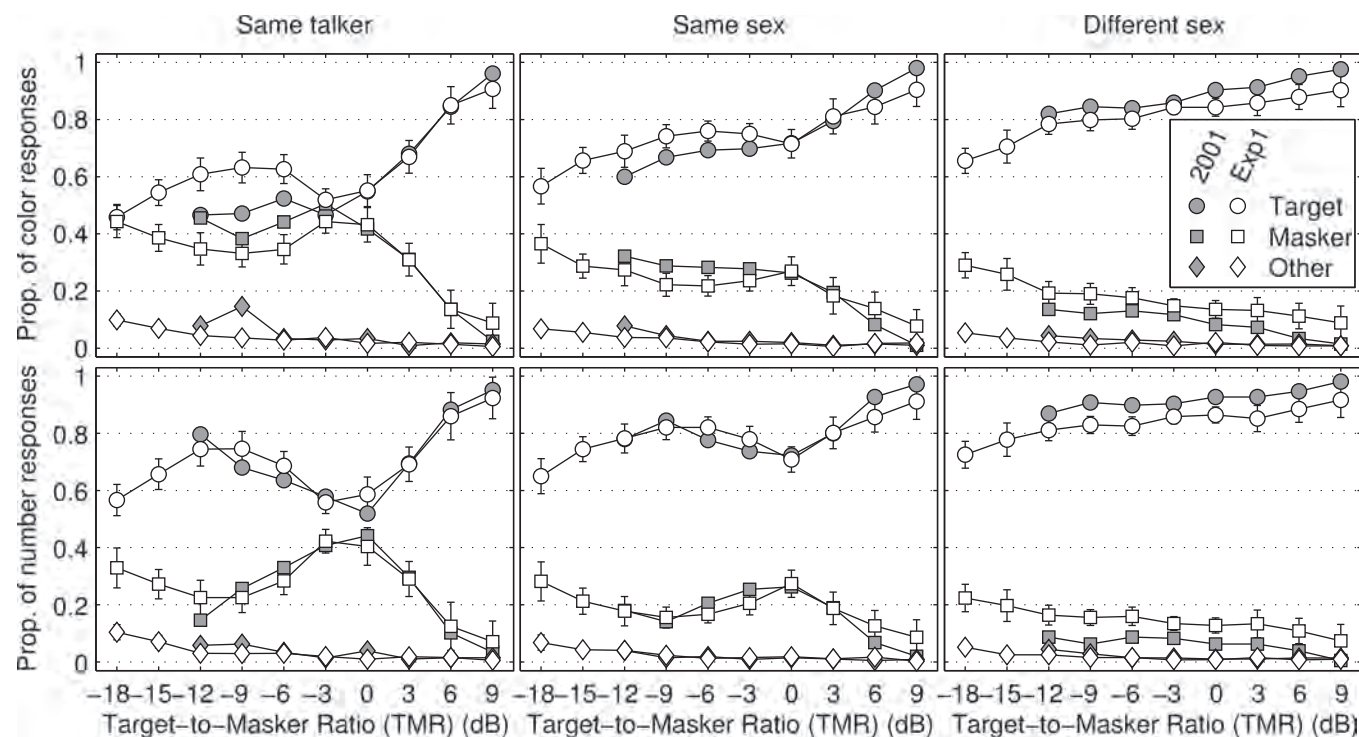 Same talker
Same sex
Different sex
Prop. of color responses
1
0.8
0.6
0.4
0.2
0
2001
Exp1
Target
Masker
Other
Prop. of number responses
1
0.8
0.6
0.4
0.2
0
−18 −15 −12 −9 −6 −3 0 3 6 9
−18 −15 −12 −9 −6 −3 0 3 6 9
−18 −15 −12 −9 −6 −3 0 3 6 9
Target−to−Masker Ratio (TMR) (dB)
Target−to−Masker Ratio (TMR) (dB)
Target−to−Masker Ratio (TMR) (dB)